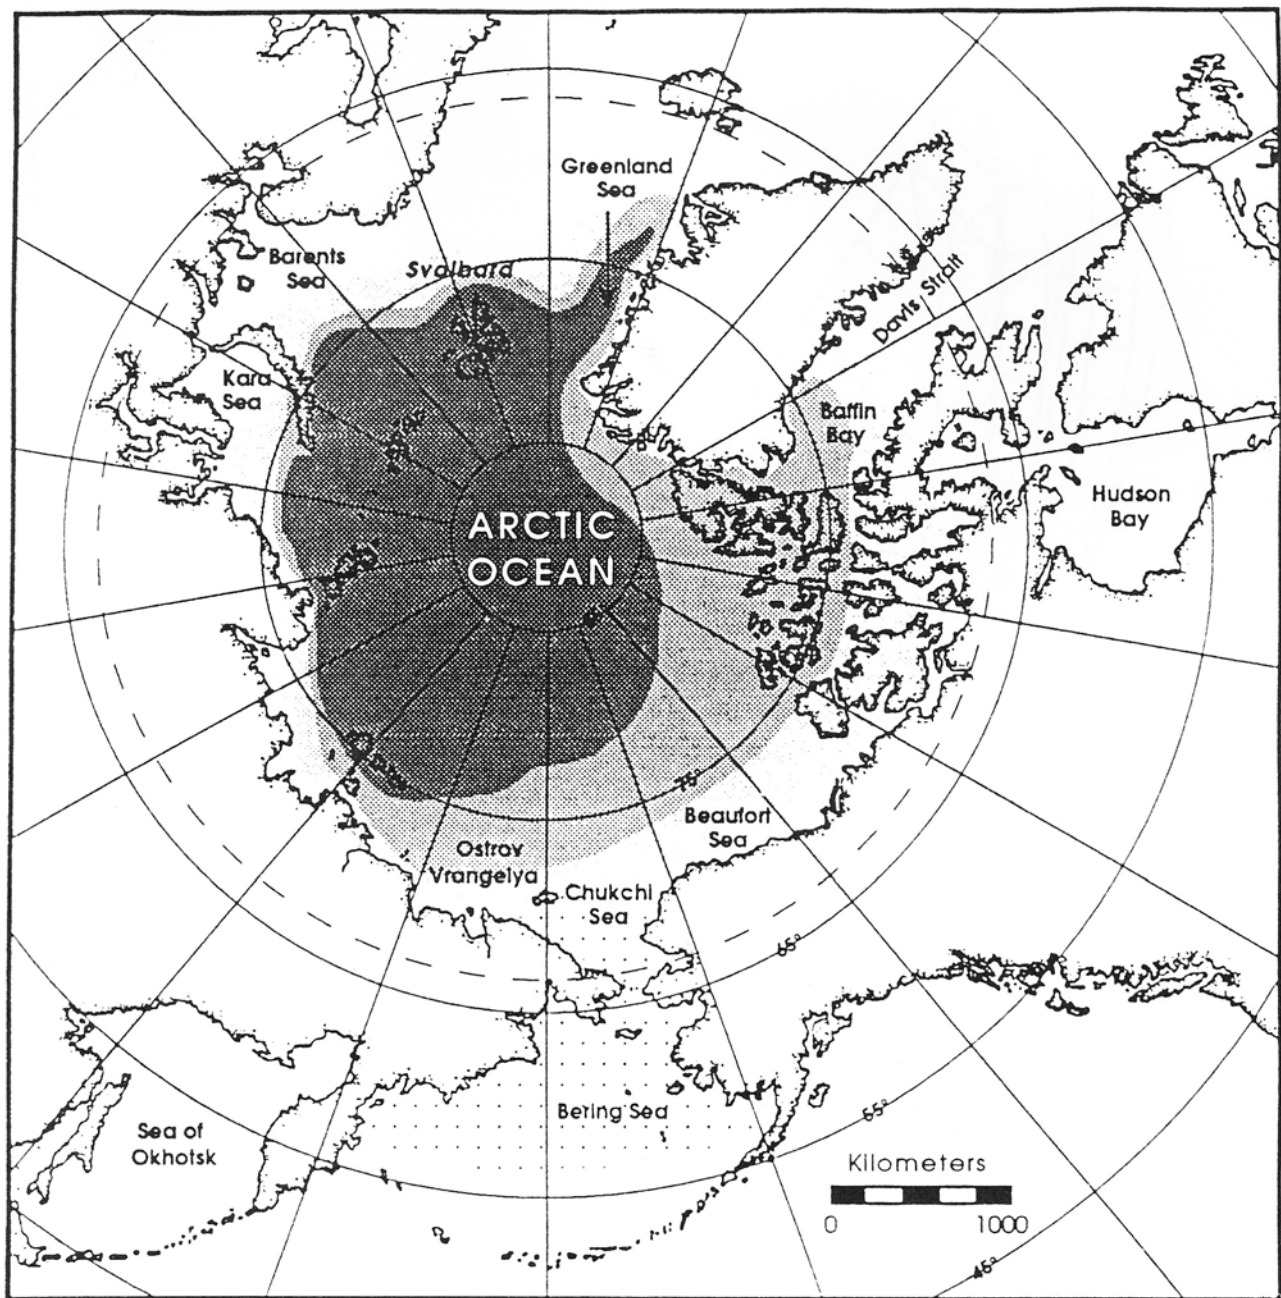 Greenland
Sea
Barents
Sea
Svalbard
Davis Strait
Kara
Sea
Baffin
Bay
Hudson
Bay
ARCTIC
OCEAN
75°
Beaufort
Sea
Ostrov
Vrangelya
Chukchi
Sea
65°
Bering Sea
55°
Sea of
Okhotsk
Kilometers
0 1000
45°